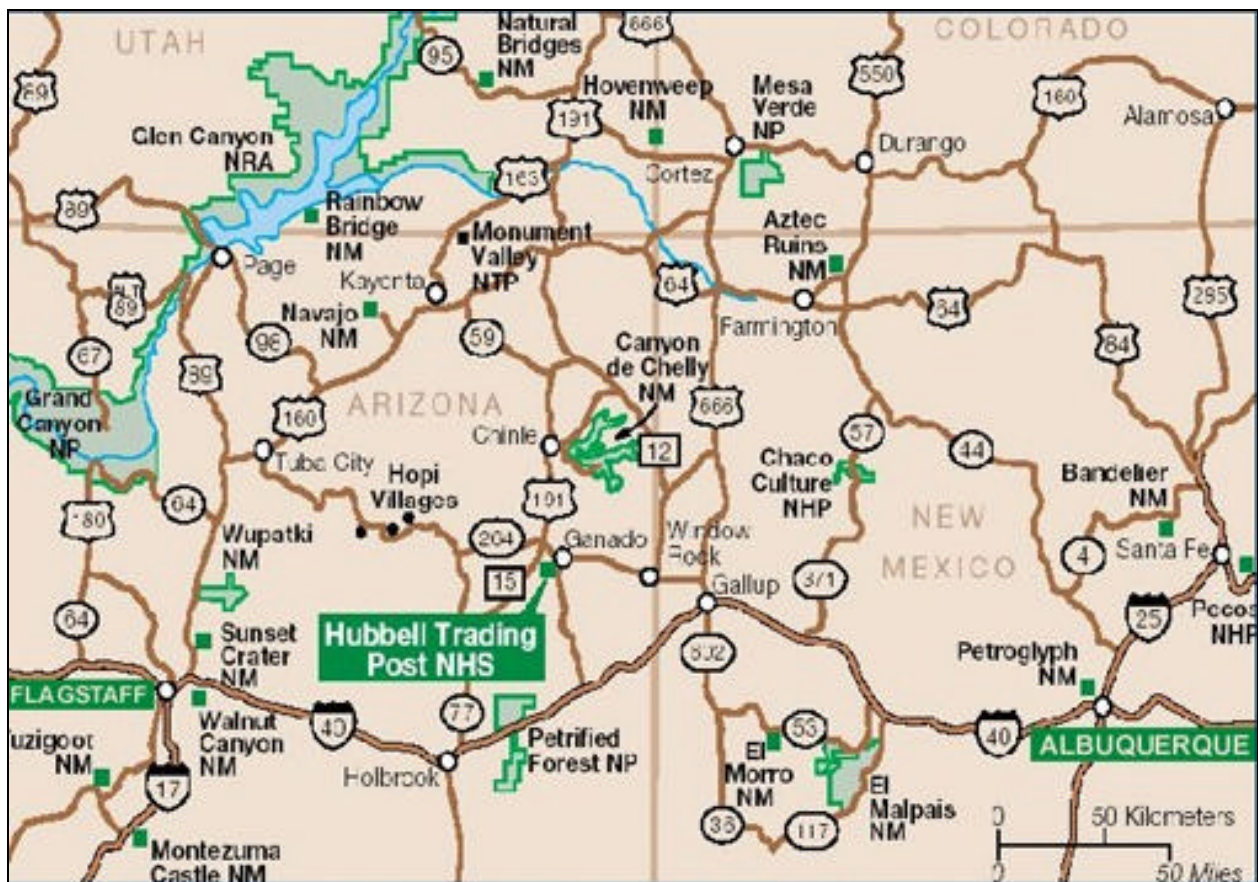 UTAH
COLORADO
Natural
Bridges
NM
95
666
550
89
Hovenweep
NM
Mesa
Verde
NP
160
Alamosa
191
Glen Canyon
NRA
Durango
Cortez
163
89
Rainbow
Bridge
NM
Monument
Valley
NTP
Aztec
Ruins
NM
Page
Kayenta
64
Farmington
64
285
ALT
89
Navajo
NM
98
59
67
89
Canyon
de Chelly
NM
84
Grand
Canyon
NP
ARIZONA
160
666
57
Chinle
12
44
Tuba City
Hopi
Villages
Chaco
Culture
NHP
Bandelier
NM
180
64
191
NEW
MEXICO
Wupatki
NM
204
Ganado
Window
Rock
4
Santa Fe
15
Gallup
371
64
25
Pecos
NHP
Hubbell Trading
Post NHS
Sunset
Crater
NM
602
Petroglyph
NM
FLAGSTAFF
Walnut
Canyon
NM
40
77
Petrified
Forest NP
53
40
ALBUQUERQUE
uzigoot
NM
17
Holbrook
El
Morro
NM
El
Malpais
NM
36
117
0
50 Kilometers
0
50 Miles
Montezuma
Castle NM